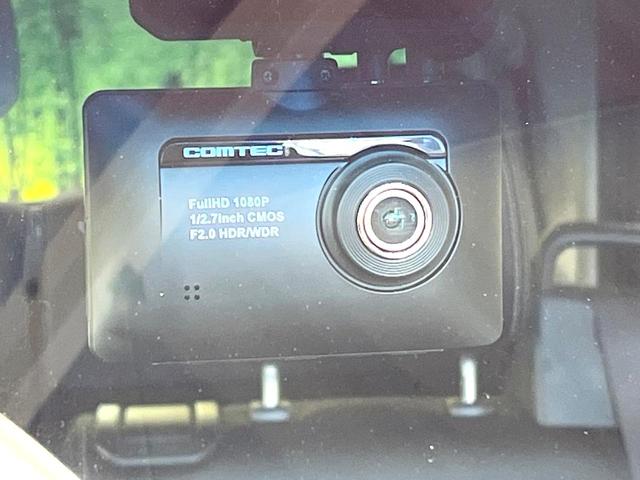 COMTEC
FullHD 1080P
1/2.7inch CMOS
F2.0 HDR/WDR